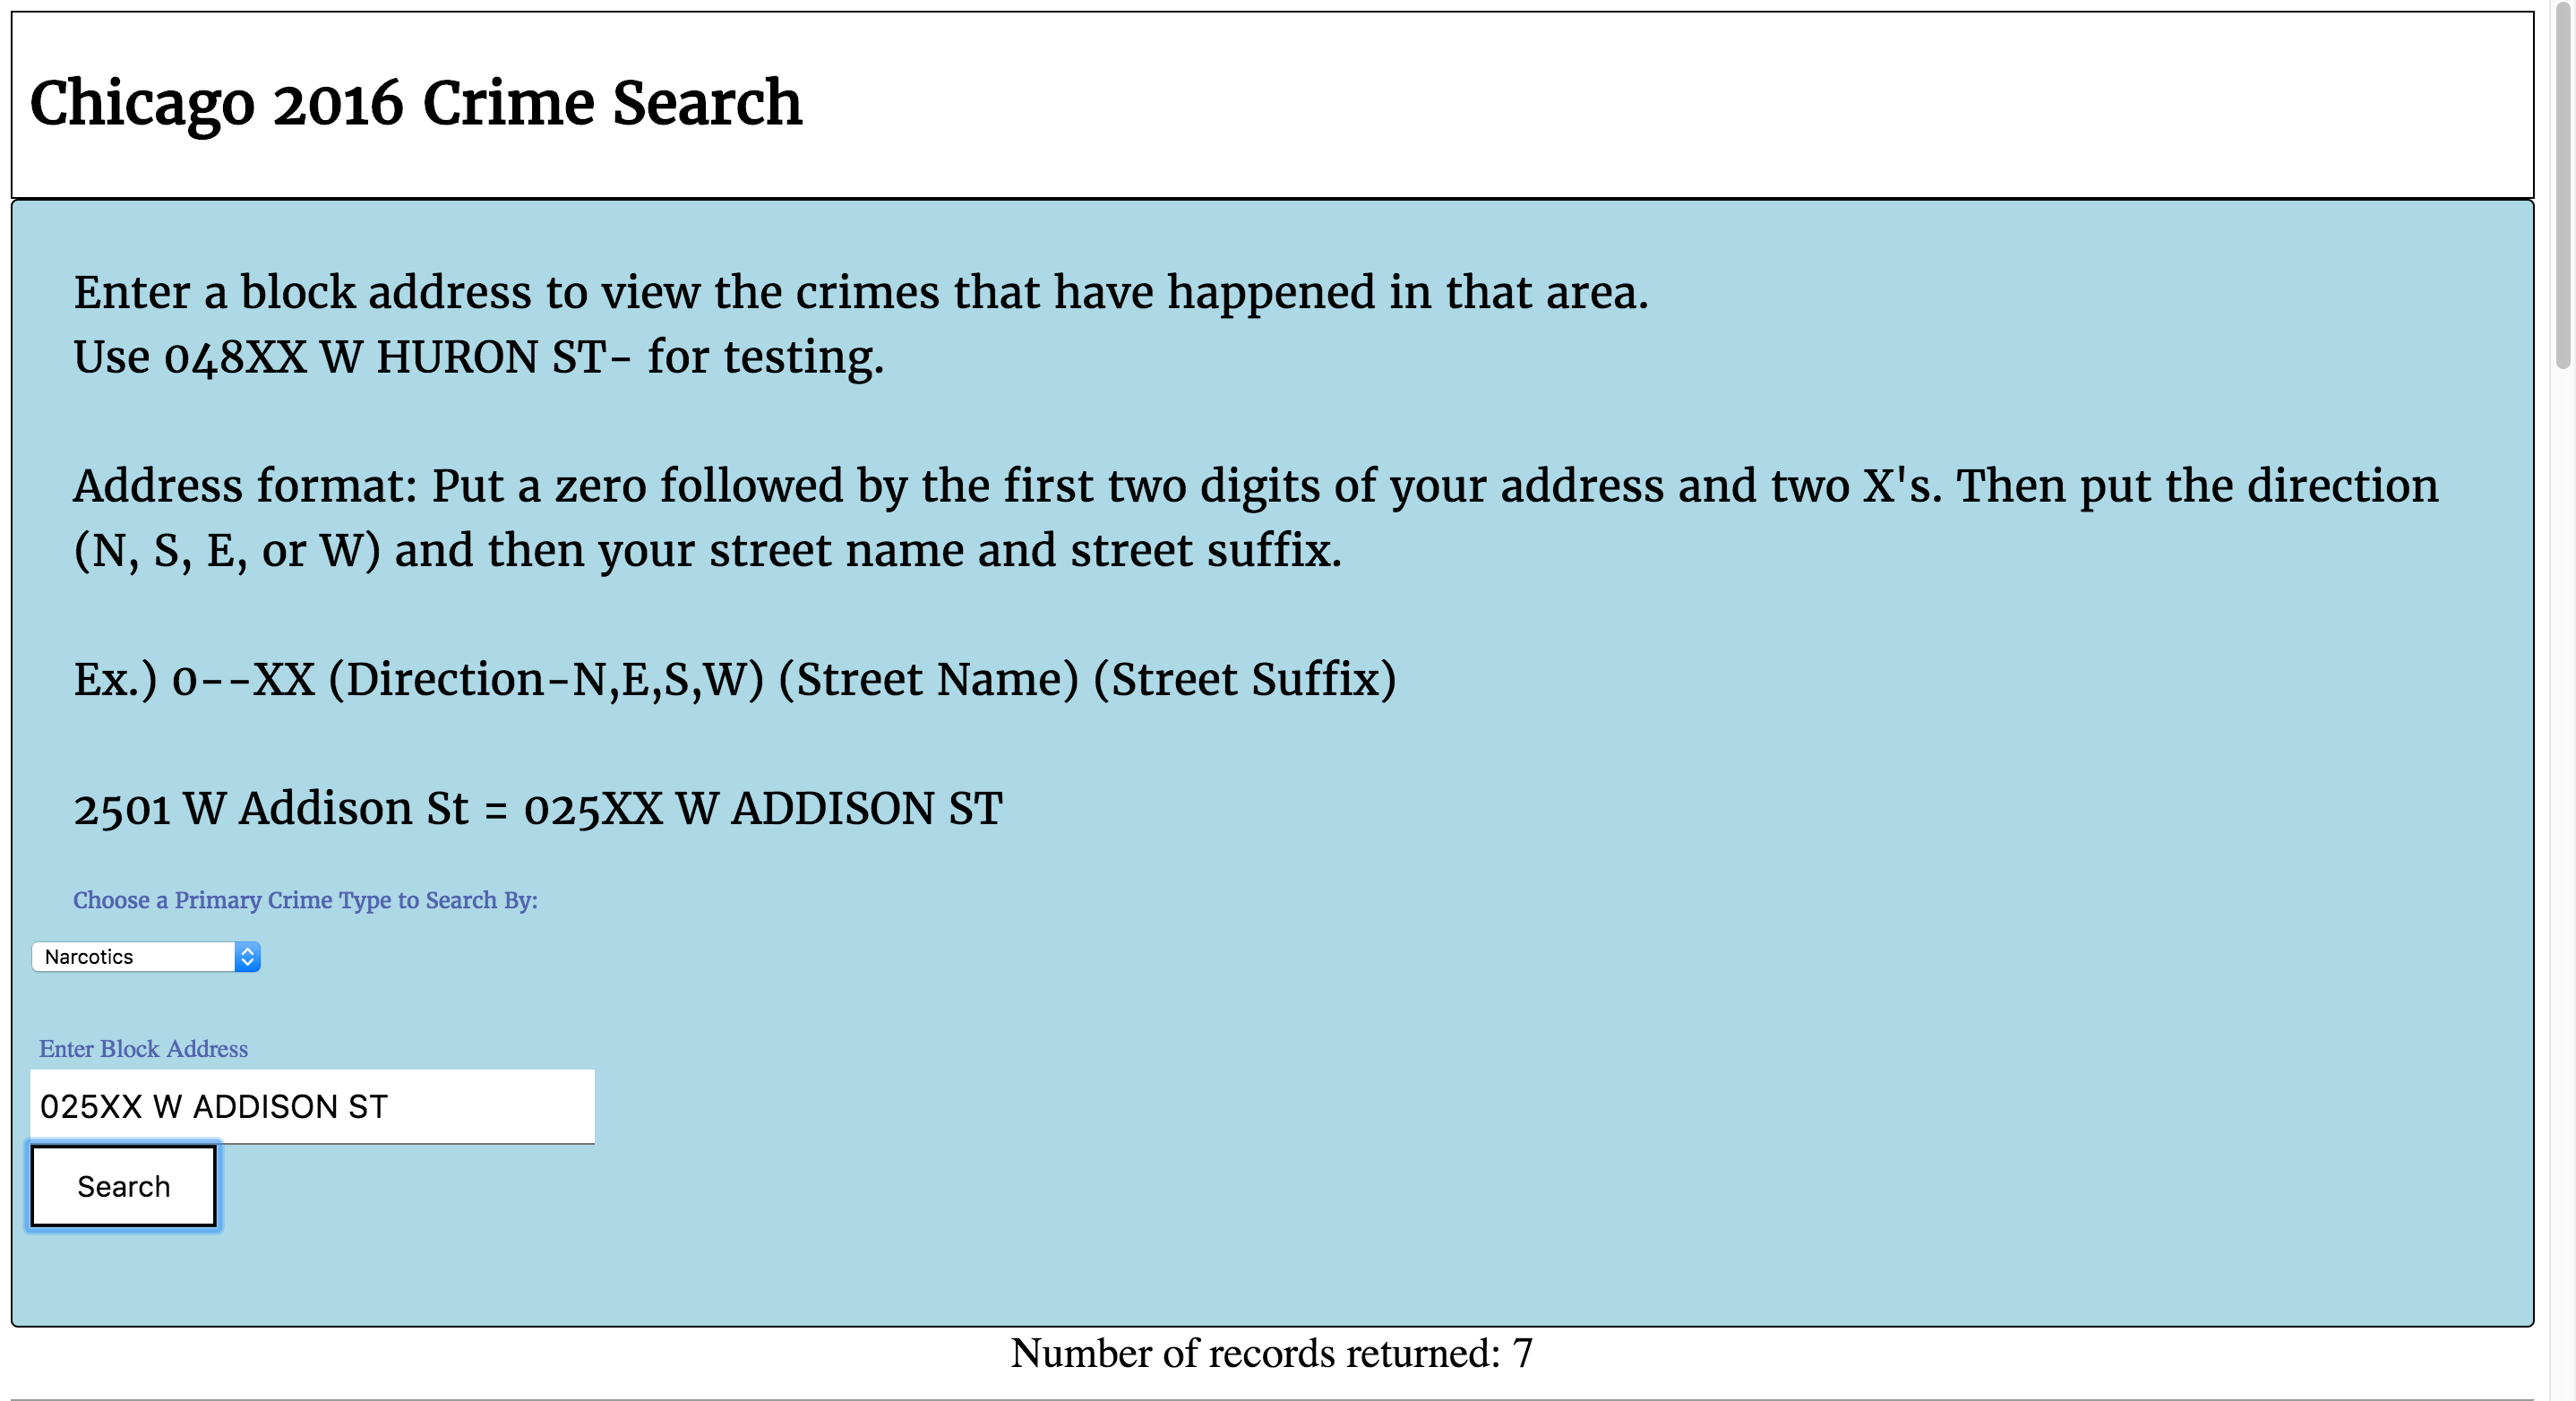 Chicago 2016 Crime Search
Enter a block address to view the crimes that have happened in that area.
Use 048XX W HURON ST- for testing.
Address format: Put a zero followed by the first two digits of your address and two X's. Then put the direction
(N, S, E, or W) and then your street name and street suffix.
Ex.) 0--XX (Direction-N,E,S,W) (Street Name) (Street Suffix)
2501 W Addison St = 025XX W ADDISON ST
Choose a Primary Crime Type to Search By:
Narcotics
Enter Block Address
025XX W ADDISON ST
Search
Number of records returned: 7